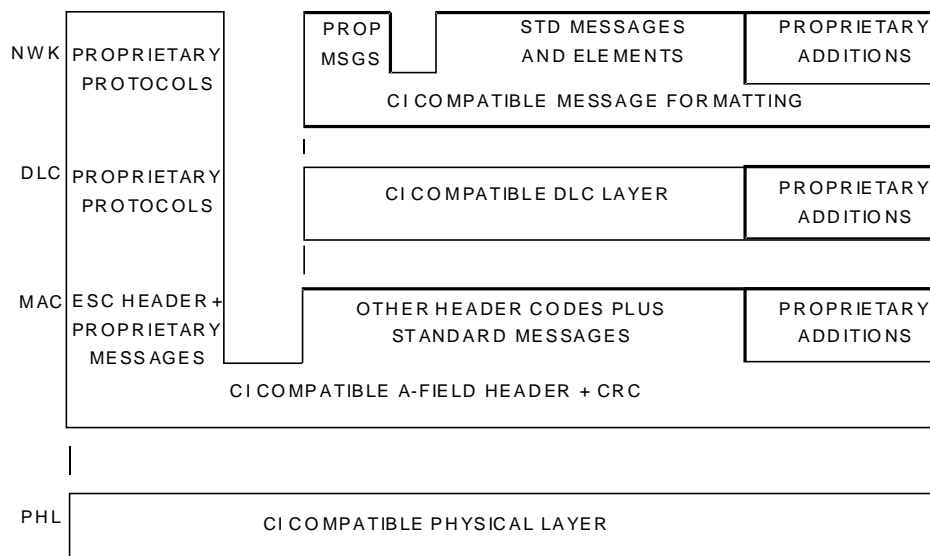 NWK
PROPRIETARY
PROTOCOLS
PROP
MSGS
STD MESSAGES
AND ELEMENTS
PROPRIETARY
ADDITIONS
CI COMPATIBLE MESSAGE FORMATTING
DLC
PROPRIETARY
PROTOCOLS
CI COMPATIBLE DLC LAYER
PROPRIETARY
ADDITIONS
MAC
ESC HEADER +
PROPRIETARY
MESSAGES
OTHER HEADER CODES PLUS
STANDARD MESSAGES
PROPRIETARY
ADDITIONS
CI COMPATIBLE A-FIELD HEADER + CRC
PHL
CI COMPATIBLE PHYSICAL LAYER